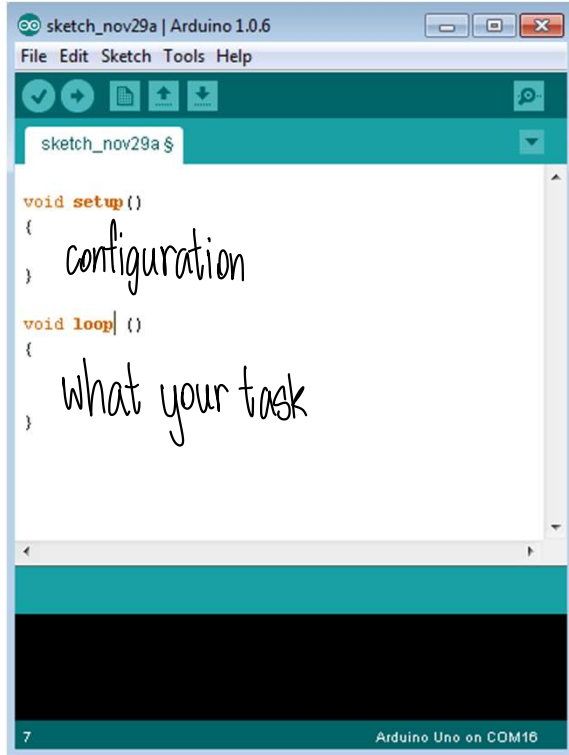 sketch_nov29a | Arduino 1.0.6
File Edit Sketch Tools Help
sketch_nov29a §
void setup()
{
configuration
}
void loop ()
{
what your task
}
7 Arduino Uno on COM16